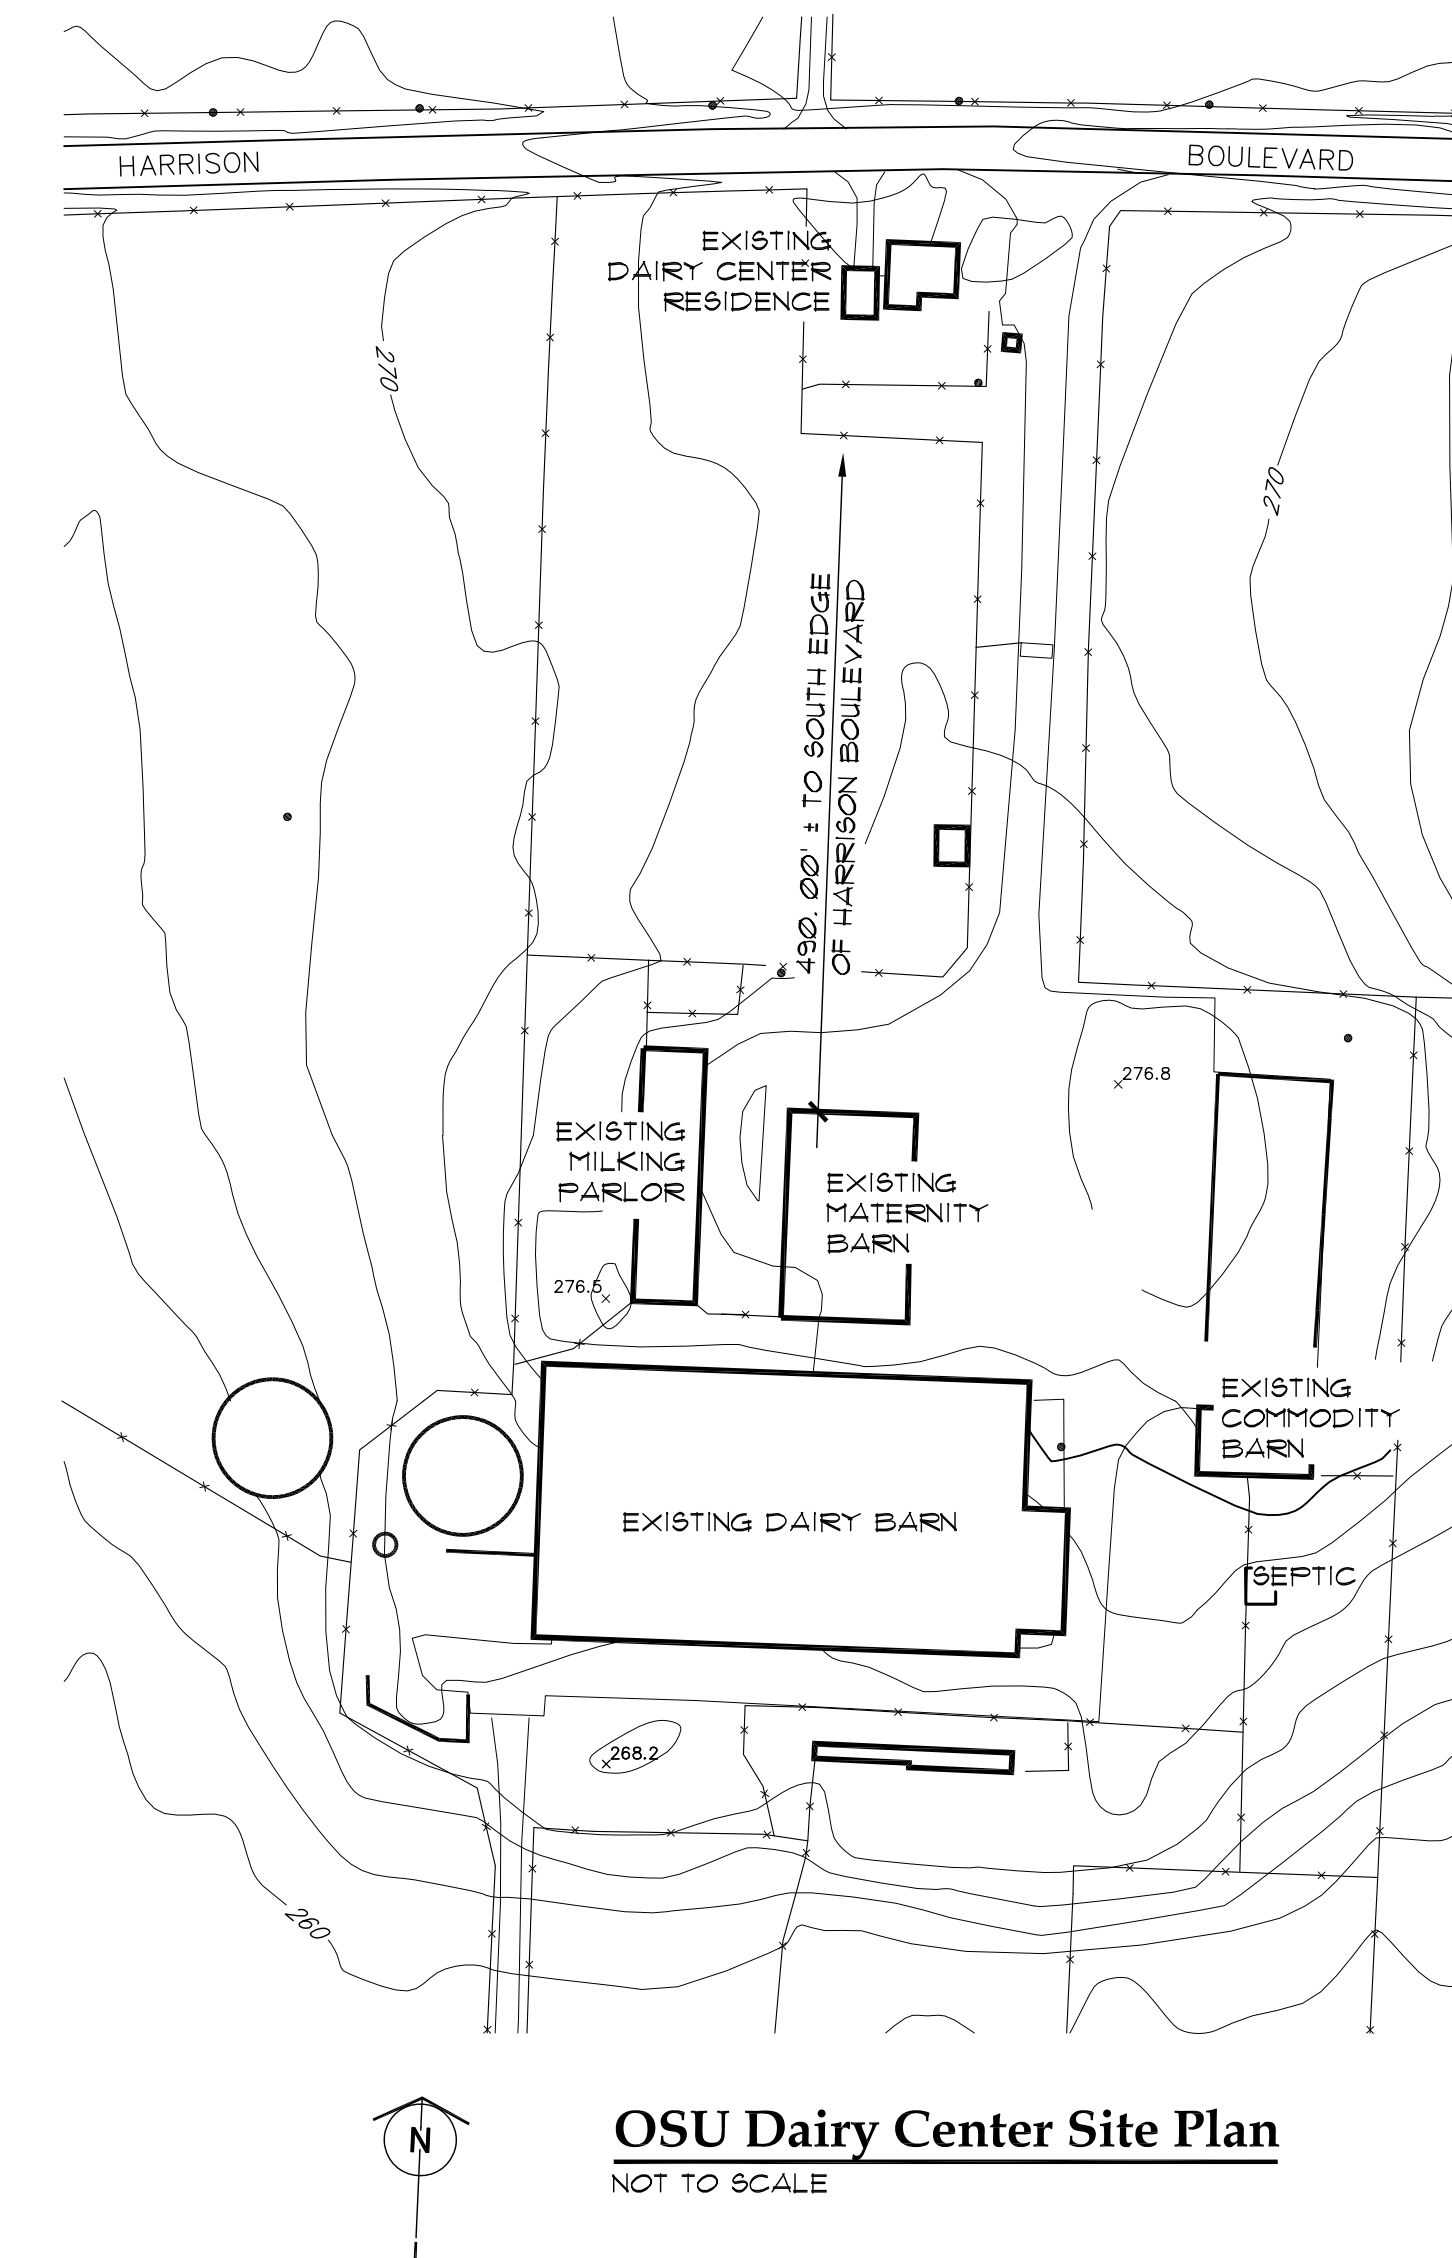 HARRISON
BOULEVARD
EXISTING
DAIRY CENTER
RESIDENCE
270
270
490.00' ± TO SOUTH EDGE
OF HARRISON BOULEVARD
276.8
EXISTING
MILKING
PARLOR
EXISTING
MATERNITY
BARN
276.5
EXISTING
COMMODITY
BARN
EXISTING DAIRY BARN
SEPTIC
268.2
260
N
OSU Dairy Center Site Plan
NOT TO SCALE